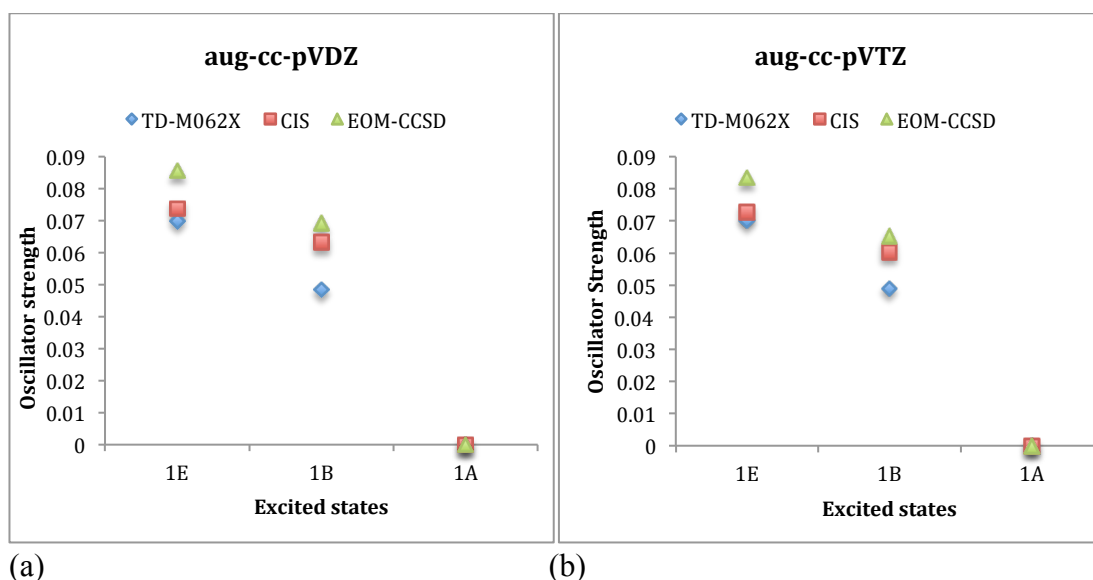 aug-cc-pVDZ
TD-M062X CIS EOM-CCSD
0.09
0.08
0.07
0.06
0.05
0.04
0.03
0.02
0.01
0
Oscillator strength
1E 1B 1A
Excited states
(a)
aug-cc-pVTZ
TD-M062X CIS EOM-CCSD
0.09
0.08
0.07
0.06
0.05
0.04
0.03
0.02
0.01
0
Oscillator Strength
1E 1B 1A
Excited states
(b)